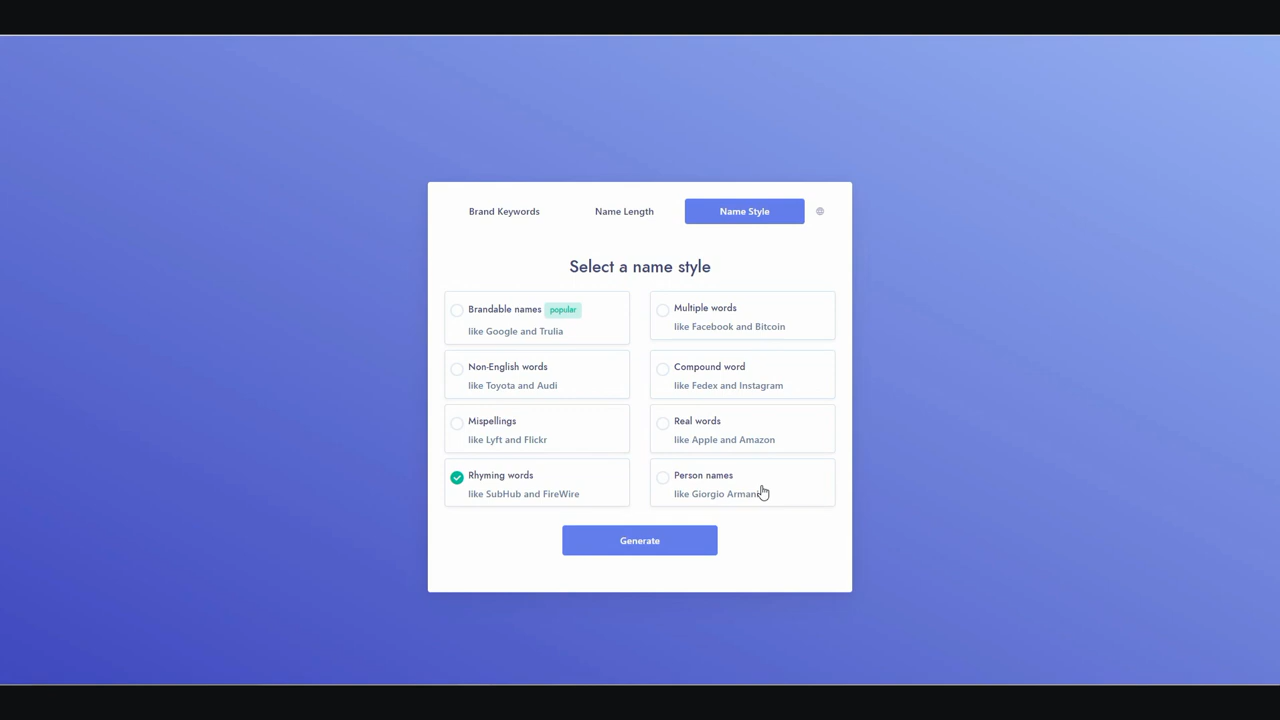 Brand Keywords
Name Length
Name Style
Select a name style
Brandable names popular
like Google and Trulia
Multiple words
like Facebook and Bitcoin
Non-English words
like Toyota and Audi
Compound word
like Fedex and Instagram
Mispellings
like Lyft and Flickr
Real words
like Apple and Amazon
Rhyming words
like SubHub and FireWire
Person names
like Giorgio Armani
Generate